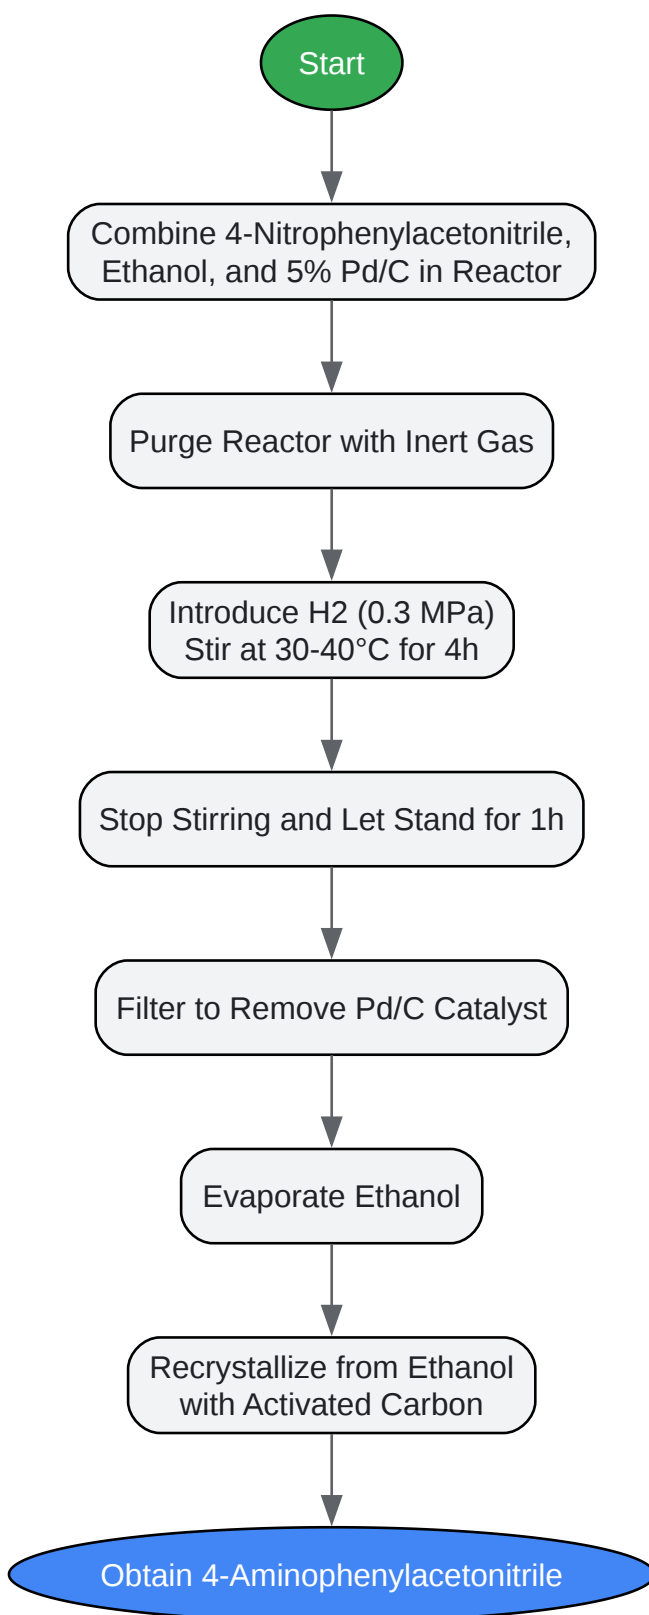 Start
Combine 4-Nitrophenylacetonitrile,
Ethanol, and 5% Pd/C in Reactor
Purge Reactor with Inert Gas
Introduce H2 (0.3 MPa)
Stir at 30-40°C for 4h
Stop Stirring and Let Stand for 1h
Filter to Remove Pd/C Catalyst
Evaporate Ethanol
Recrystallize from Ethanol
with Activated Carbon
Obtain 4-Aminophenylacetonitrile